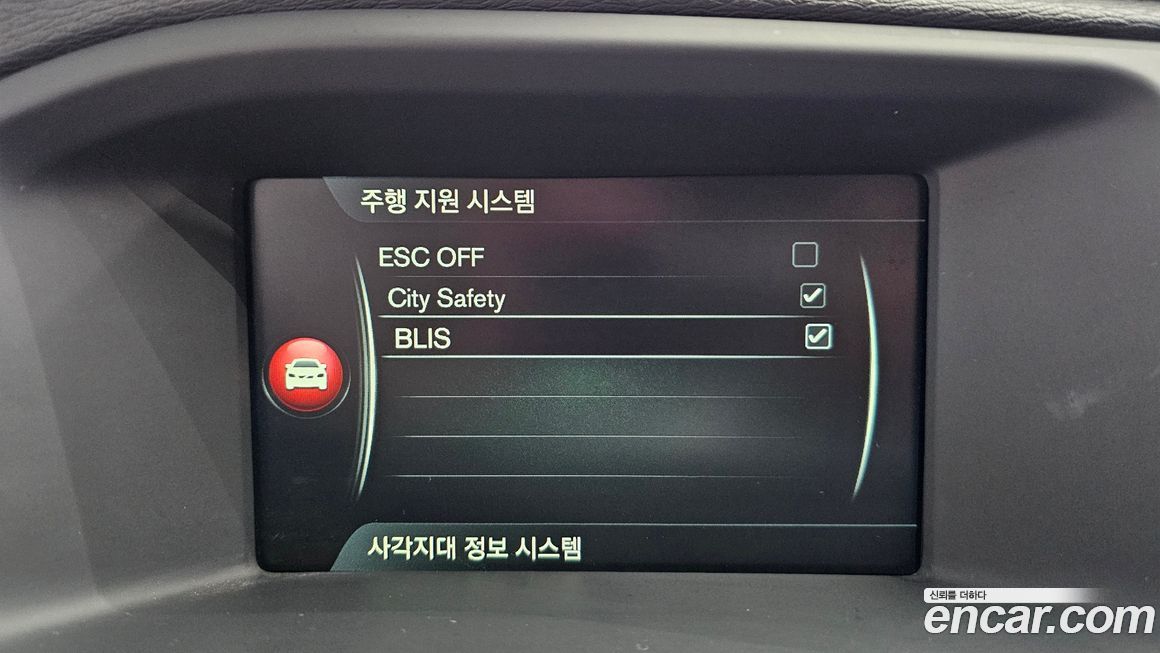 주행 지원 시스템
ESC OFF
City Safety
BLIS
사각지대 정보 시스템
신뢰를 더하다
encar.com